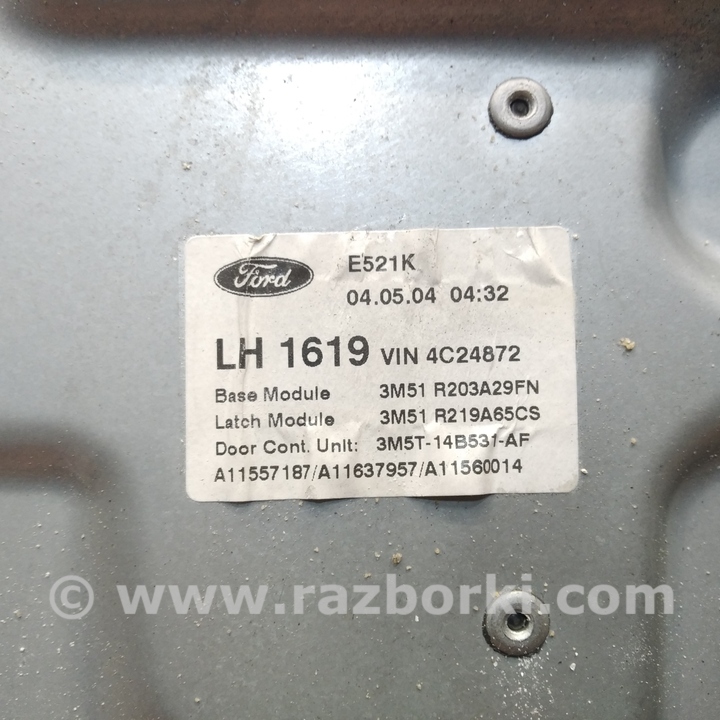 Ford
E521K
04.05.04 04:32
LH 1619 VIN 4C24872
Base Module 3M51 R203A29FN
Latch Module 3M51 R219A65CS
Door Cont. Unit: 3M5T-14B531-AF
A11557187/A11637957/A11560014
© www.razborki.com